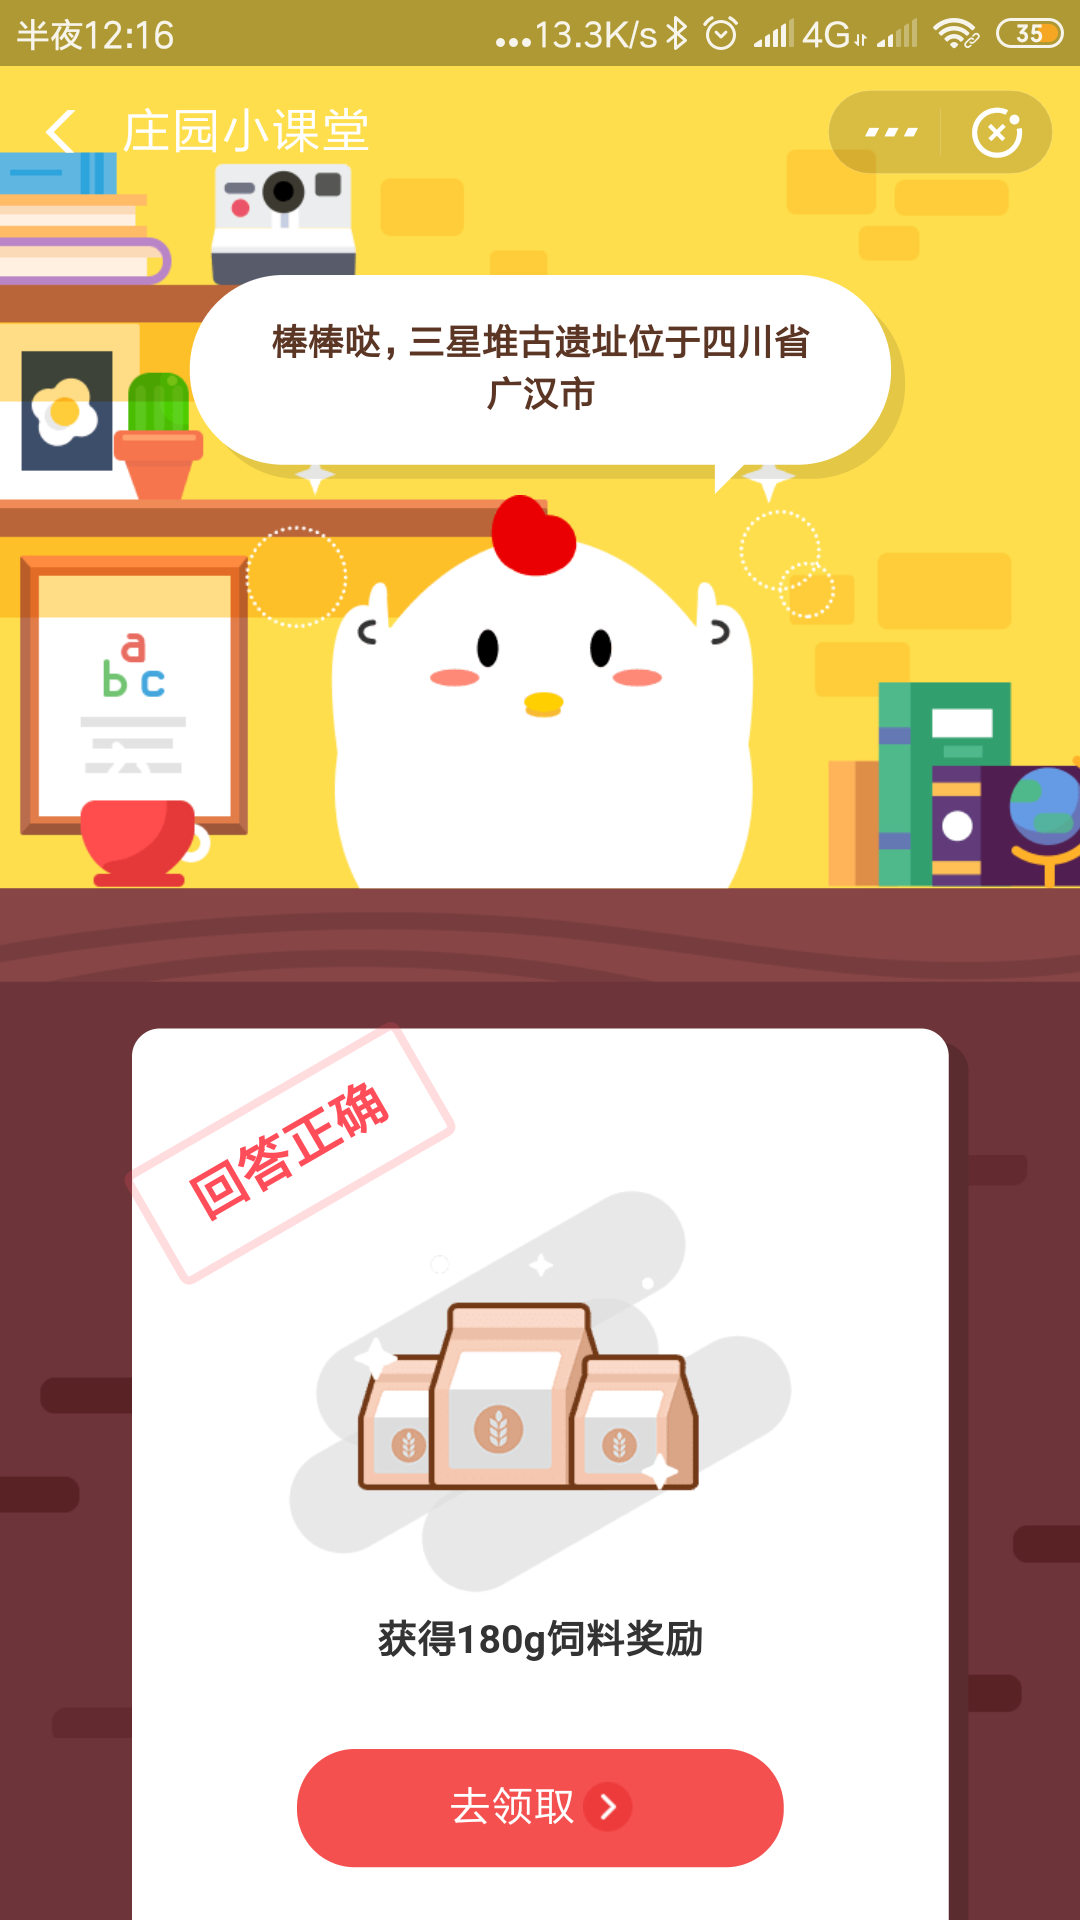 半夜12:16
...13.3K/s 4G 35
庄园小课堂
棒棒哒，三星堆古遗址位于四川省
广汉市
a
b c
回答正确
获得180g饲料奖励
去领取